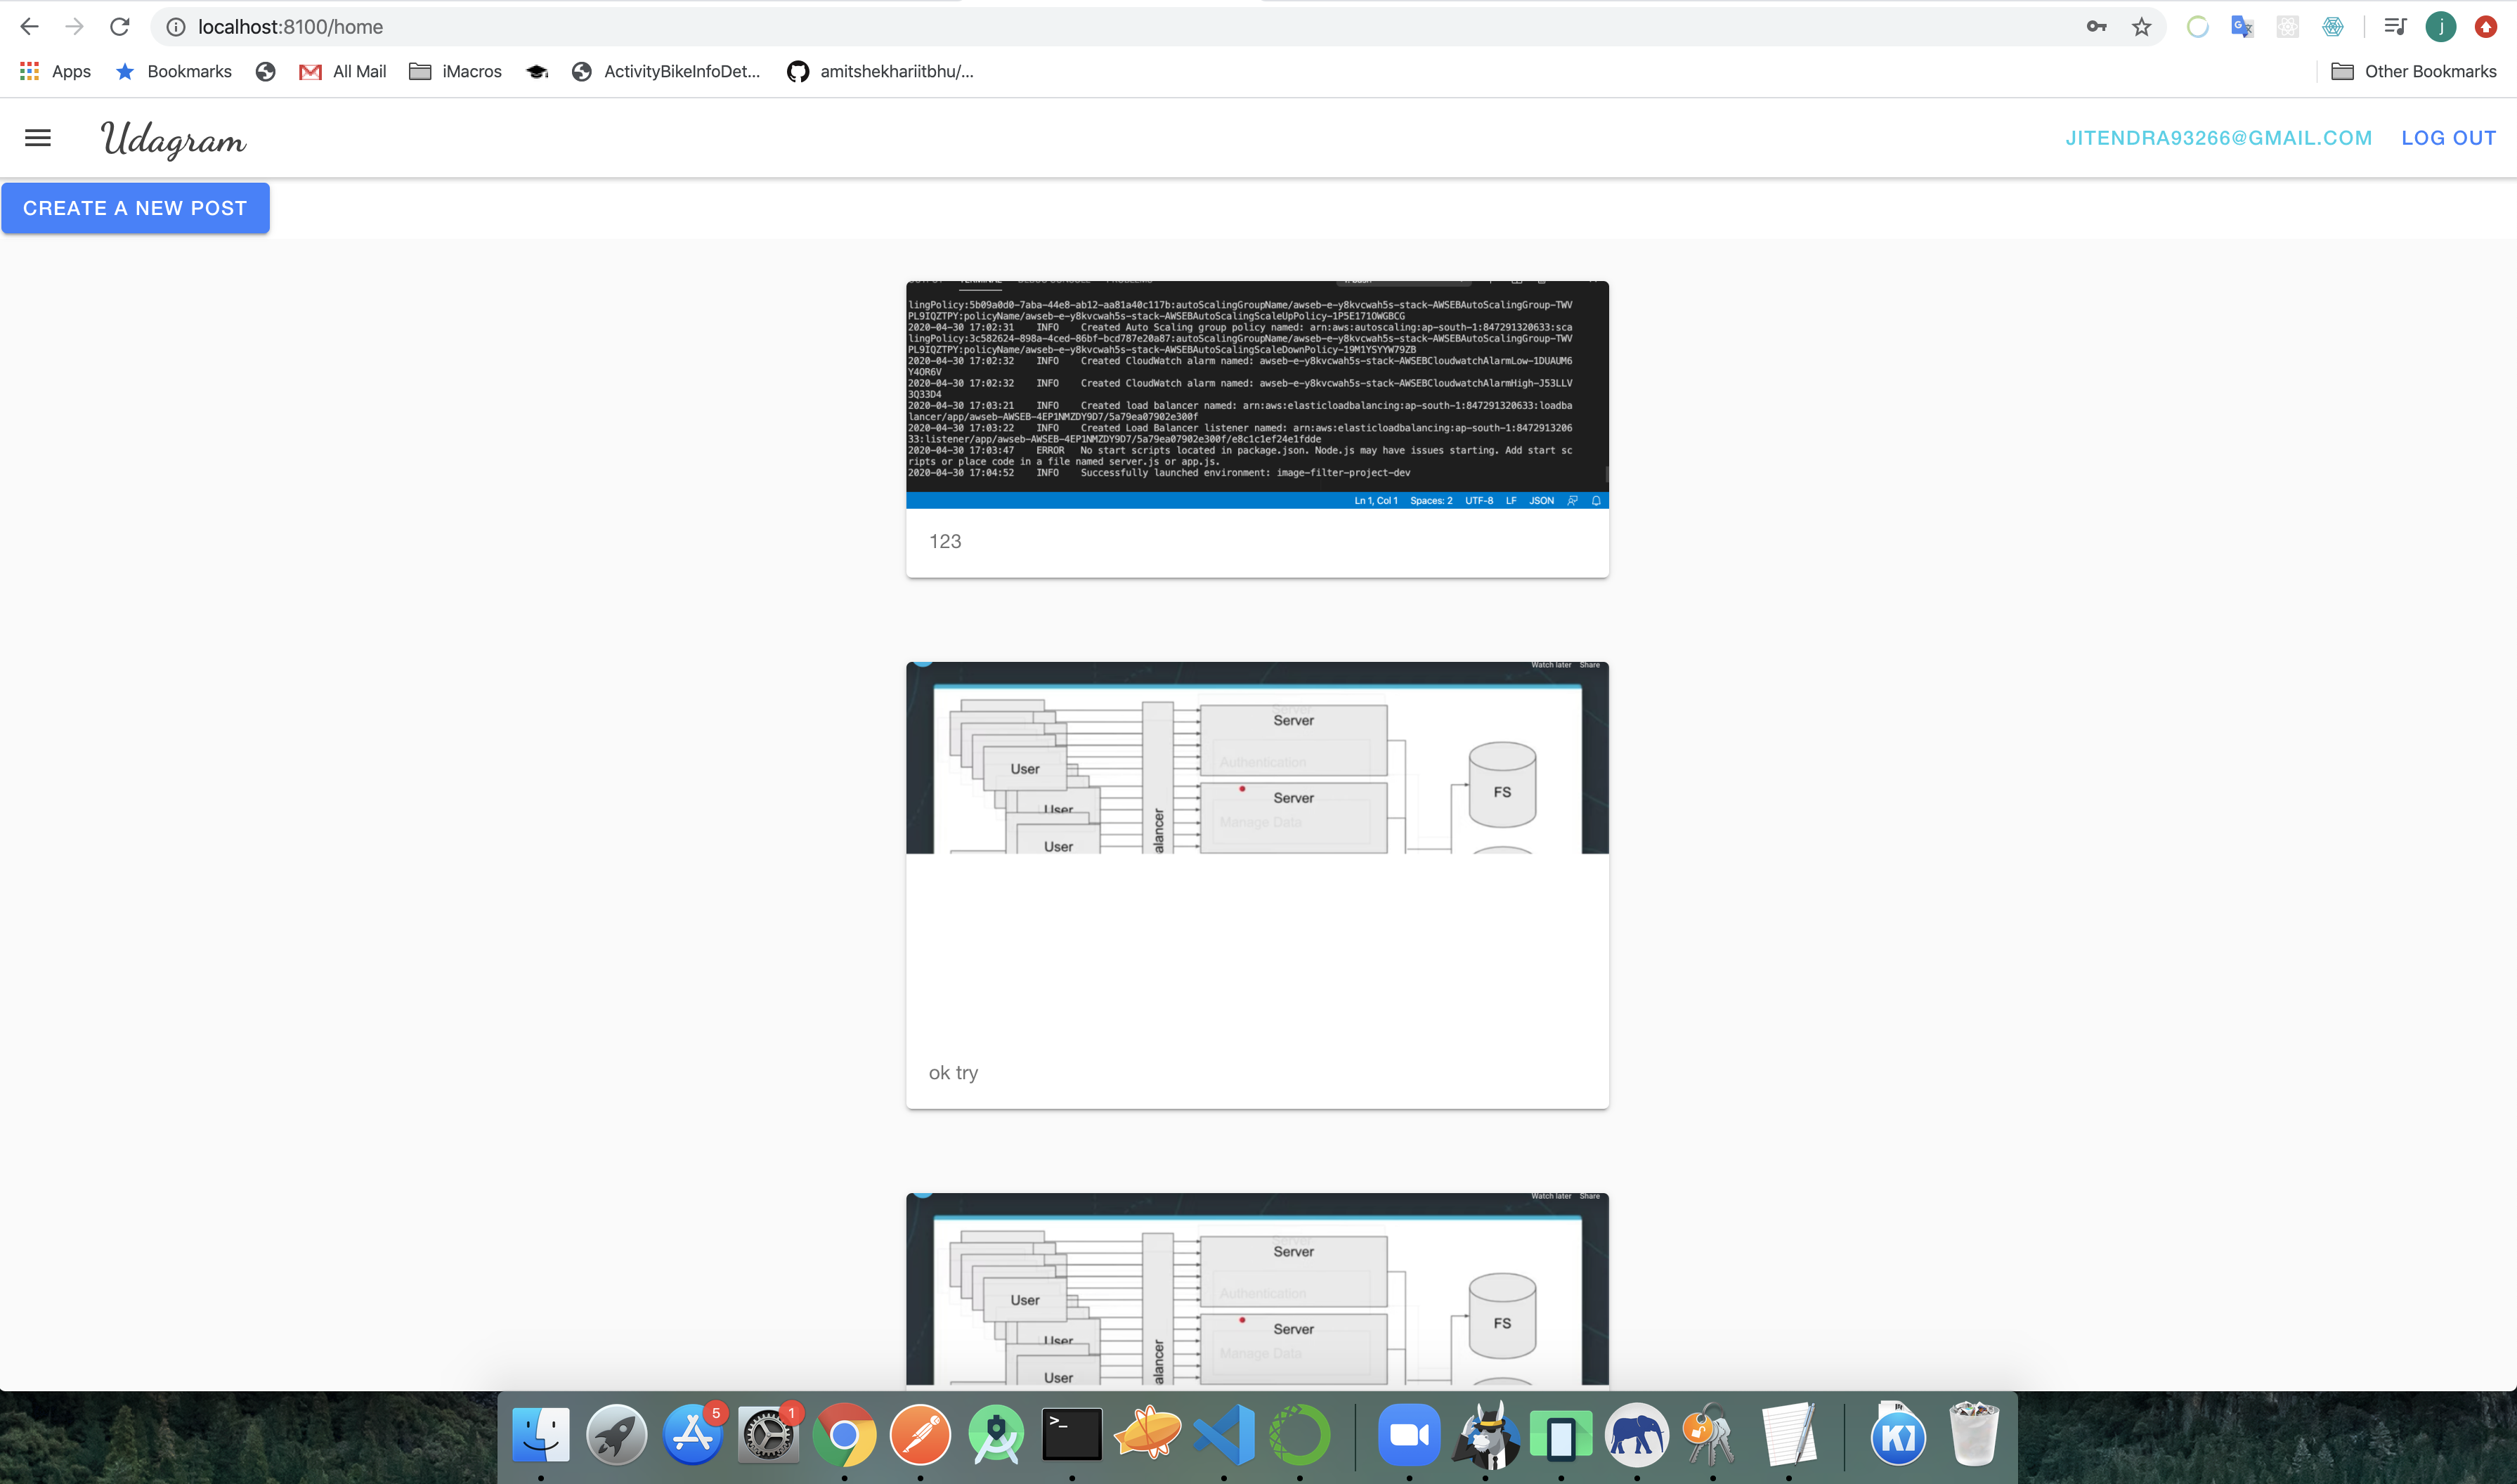 localhost:8100/home
Apps
Bookmarks
All Mail
iMacros
ActivityBikeInfoDet...
amitshekhariitbhu/...
Other Bookmarks
Udagram
JITENDRA93266@GMAIL.COM
LOG OUT
CREATE A NEW POST
lingPolicy:5b09a0d0-7aba-44e8-ab12-aa81a40c117b:autoScalingGroupName/awseb-e-y8kvcwah5s-stack-AWSEBAutoScalingGroup-TWV
PL9IQZTPY:policyName/awseb-e-y8kvcwah5s-stack-AWSEBAutoScalingScaleUpPolicy-1P5E171OWGBCG
2020-04-30 17:02:31 INFO Created Auto Scaling group policy named: arn:aws:autoscaling:ap-south-1:847291320633:sca
lingPolicy:3c582624-898a-4ced-86bf-bcd787e20a87:autoScalingGroupName/awseb-e-y8kvcwah5s-stack-AWSEBAutoScalingGroup-TWV
PL9IQZTPY:policyName/awseb-e-y8kvcwah5s-stack-AWSEBAutoScalingScaleDownPolicy-19M1YSYYW79ZB
2020-04-30 17:02:32 INFO Created CloudWatch alarm named: awseb-e-y8kvcwah5s-stack-AWSEBCloudwatchAlarmLow-1DUAUM6
Y4OR6V
2020-04-30 17:02:32 INFO Created CloudWatch alarm named: awseb-e-y8kvcwah5s-stack-AWSEBCloudwatchAlarmHigh-J53LLV
3Q33D4
2020-04-30 17:03:21 INFO Created load balancer named: arn:aws:elasticloadbalancing:ap-south-1:847291320633:loadba
lancer/app/awseb-AWSEB-4EP1NMZDY9D7/5a79ea07902e300f
2020-04-30 17:03:22 INFO Created Load Balancer listener named: arn:aws:elasticloadbalancing:ap-south-1:8472913206
33:listener/app/awseb-AWSEB-4EP1NMZDY9D7/5a79ea07902e300f/e8c1c1ef24e1fdde
2020-04-30 17:03:47 ERROR No start scripts located in package.json. Node.js may have issues starting. Add start sc
ripts or place code in a file named server.js or app.js.
2020-04-30 17:04:52 INFO Successfully launched environment: image-filter-project-dev
Ln 1, Col 1 Spaces: 2 UTF-8 LF JSON
123
Watch later Share
Server
Authentication
User
Server
FS
User
Manage Data
alancer
User
ok try
Watch later Share
Server
Authentication
User
Server
FS
User
Manage Data
alancer
User
5
1